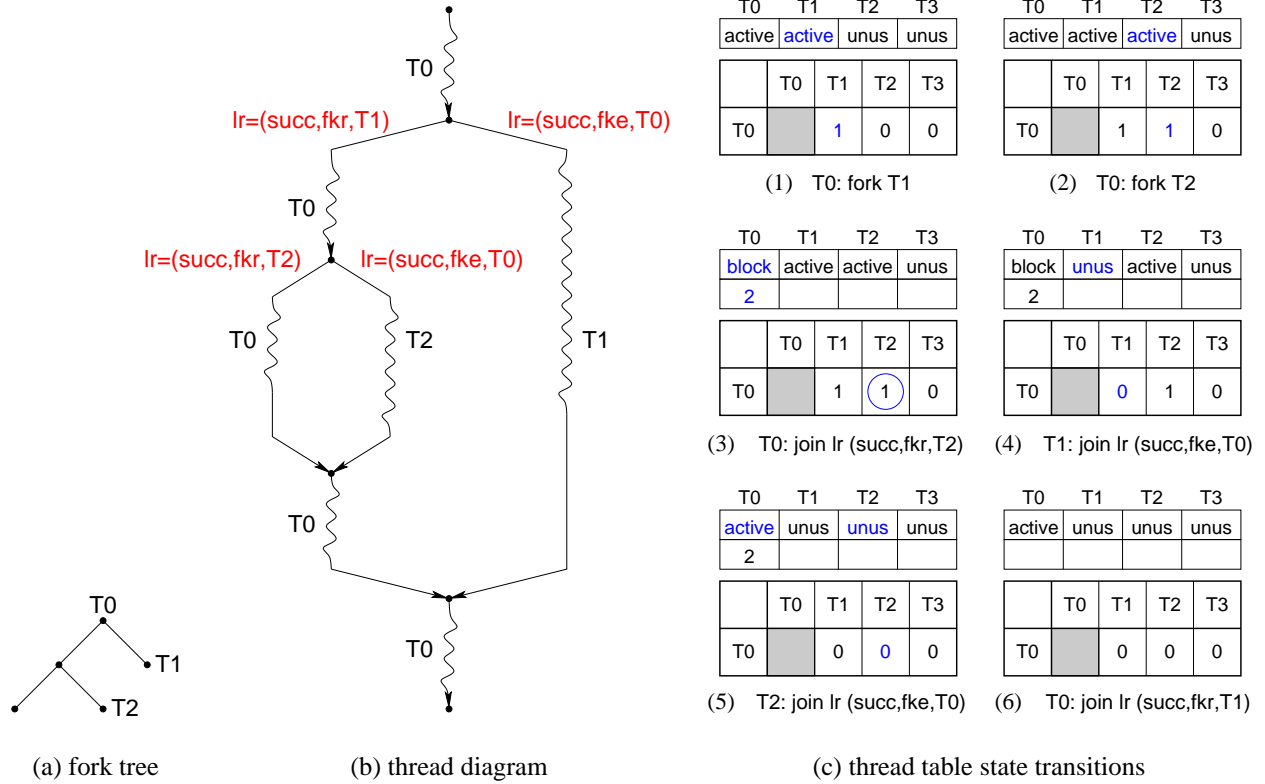 T0
lr=(succ,fkr,T1)
lr=(succ,fke,T0)
T0
lr=(succ,fkr,T2)
lr=(succ,fke,T0)
T0
T2
T1
T0
T0
T0
T1
T2
(a) fork tree
(b) thread diagram
T0 T1 T2 T3
active active unus unus
T0 T1 T2 T3
T0 1 0 0
(1) T0: fork T1
T0 T1 T2 T3
active active active unus
T0 T1 T2 T3
T0 1 1 0
(2) T0: fork T2
T0 T1 T2 T3
block active active unus
2
T0 T1 T2 T3
T0 1 1 0
(3) T0: join lr (succ,fkr,T2)
T0 T1 T2 T3
block unus active unus
2
T0 T1 T2 T3
T0 0 1 0
(4) T1: join lr (succ,fke,T0)
T0 T1 T2 T3
active unus unus unus
2
T0 T1 T2 T3
T0 0 0 0
(5) T2: join lr (succ,fke,T0)
T0 T1 T2 T3
active unus unus unus
T0 T1 T2 T3
T0 0 0 0
(6) T0: join lr (succ,fkr,T1)
(c) thread table state transitions